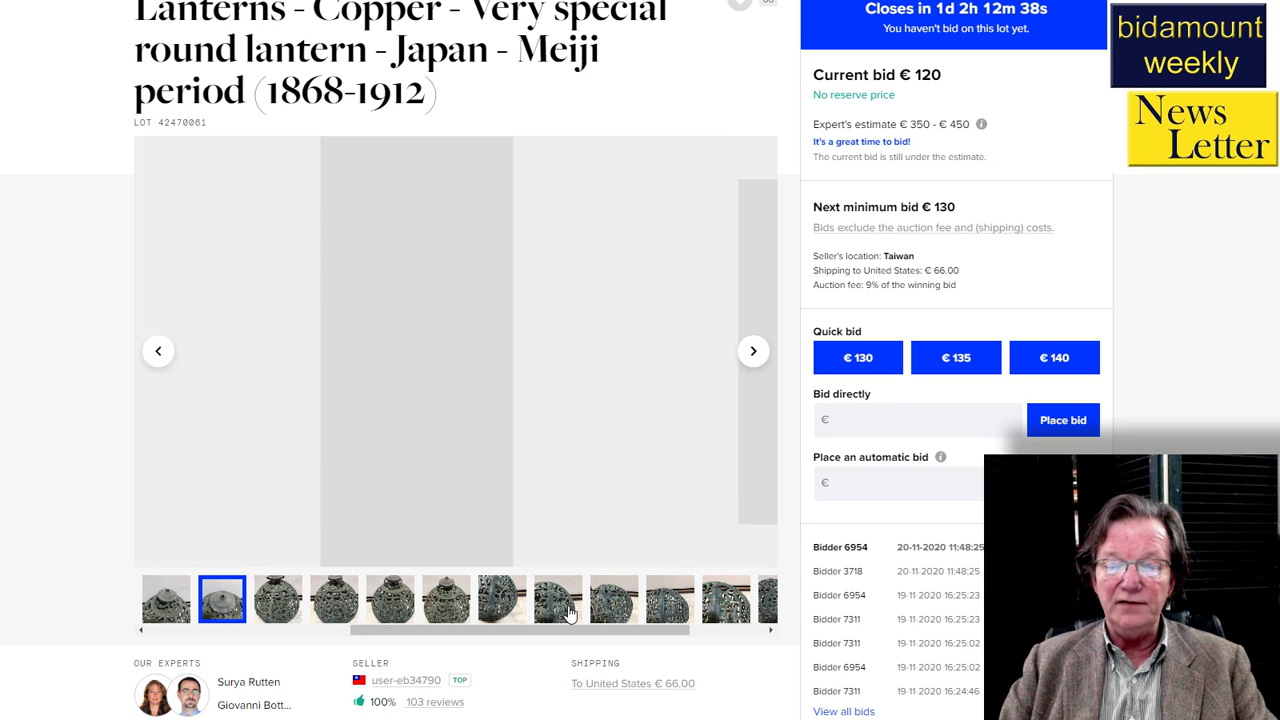 Lanterns - Copper - Very special
round lantern - Japan - Meiji
period (1868-1912)
LOT 42470061
OUR EXPERTS
Surya Rutten
Giovanni Bott...
SELLER
user-eb34790
TOP
100% 103 reviews
SHIPPING
To United States € 66.00
Closes in 1d 2h 12m 38s
You haven't bid on this lot yet.
Current bid € 120
No reserve price
Expert's estimate € 350 - € 450
It's a great time to bid!
The current bid is still under the estimate.
Next minimum bid € 130
Bids exclude the auction fee and (shipping) costs.
Seller's location: Taiwan
Shipping to United States: € 66.00
Auction fee: 9% of the winning bid
Quick bid
€ 130 € 135 € 140
Bid directly
€
Place bid
Place an automatic bid
€
Bidder 6954 20-11-2020 11:48:25
Bidder 3718 20-11-2020 11:48:25
Bidder 6954 19-11-2020 16:25:23
Bidder 7311 19-11-2020 16:25:23
Bidder 7311 19-11-2020 16:25:02
Bidder 6954 19-11-2020 16:25:02
Bidder 7311 19-11-2020 16:24:46
View all bids
bidamount
weekly
News
Letter